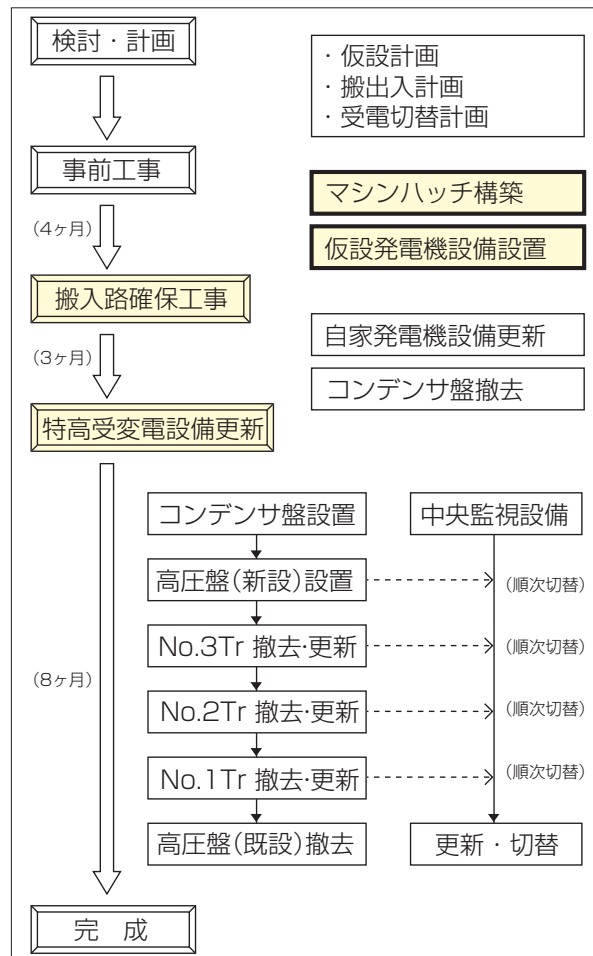 検討・計画
・仮設計画
・搬出入計画
・受電切替計画
事前工事
マシンハッチ構築
(4ヶ月)
仮設発電機設備設置
搬入路確保工事
自家発電機設備更新
(3ヶ月)
コンデンサ盤撤去
特高受変電設備更新
コンデンサ盤設置
中央監視設備
高圧盤(新設)設置
(順次切替)
No.3Tr 撤去・更新
(順次切替)
(8ヶ月)
No.2Tr 撤去・更新
(順次切替)
No.1Tr 撤去・更新
(順次切替)
高圧盤(既設)撤去
更新・切替
完 成